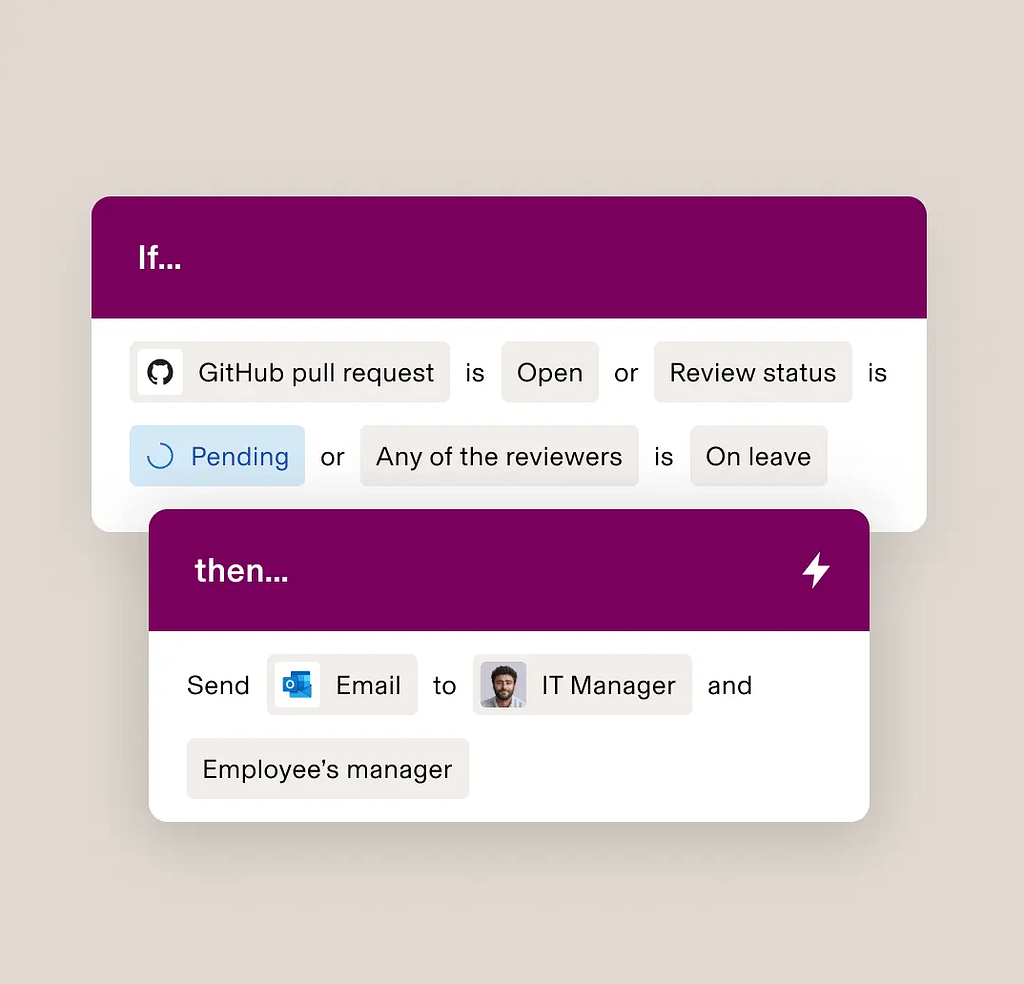 If...
GitHub pull request is Open or Review status is
Pending or Any of the reviewers is On leave
then...
Send Email to IT Manager and
Employee’s manager